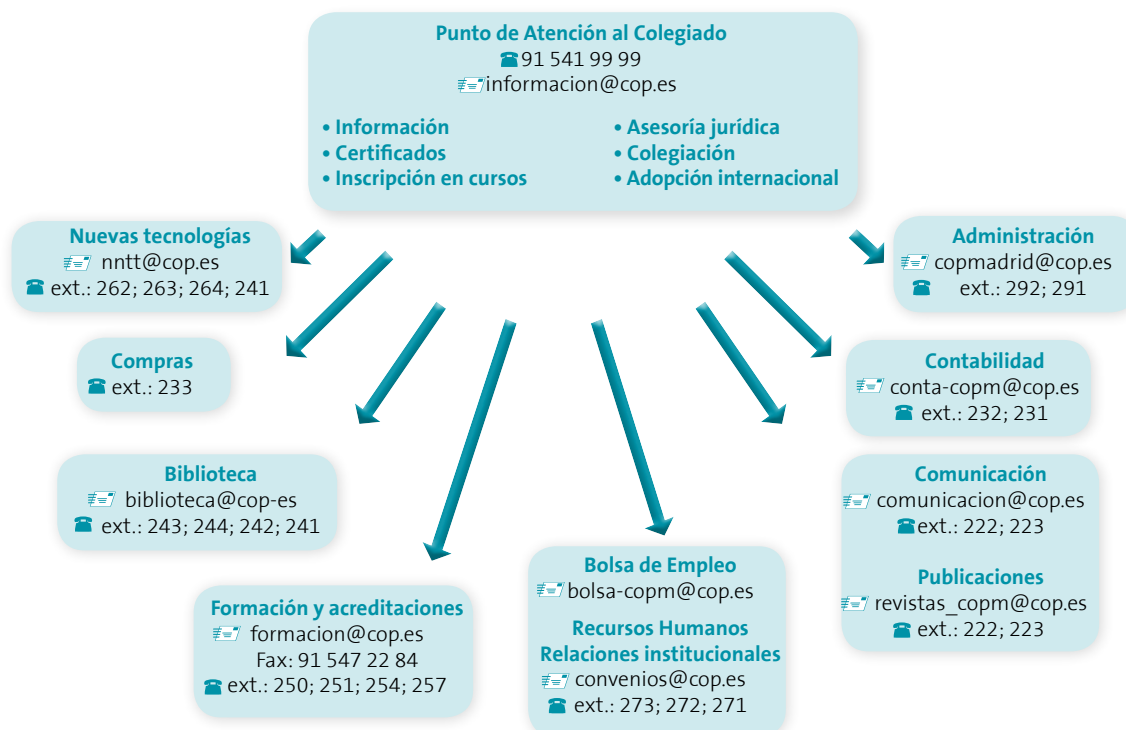 Punto de Atención al Colegiado
91 541 99 99
informacion@cop.es
• Información
• Certificados
• Inscripción en cursos
• Asesoría jurídica
• Colegiación
• Adopción internacional
Nuevas tecnologías
nntt@cop.es
ext.: 262; 263; 264; 241
Administración
copmadrid@cop.es
ext.: 292; 291
Compras
ext.: 233
Contabilidad
conta-copm@cop.es
ext.: 232; 231
Biblioteca
biblioteca@cop-es
ext.: 243; 244; 242; 241
Comunicación
comunicacion@cop.es
ext.: 222; 223
Publicaciones
revistas_copm@cop.es
ext.: 222; 223
Formación y acreditaciones
formacion@cop.es
Fax: 91 547 22 84
ext.: 250; 251; 254; 257
Bolsa de Empleo
bolsa-copm@cop.es
Recursos Humanos
Relaciones institucionales
convenios@cop.es
ext.: 273; 272; 271